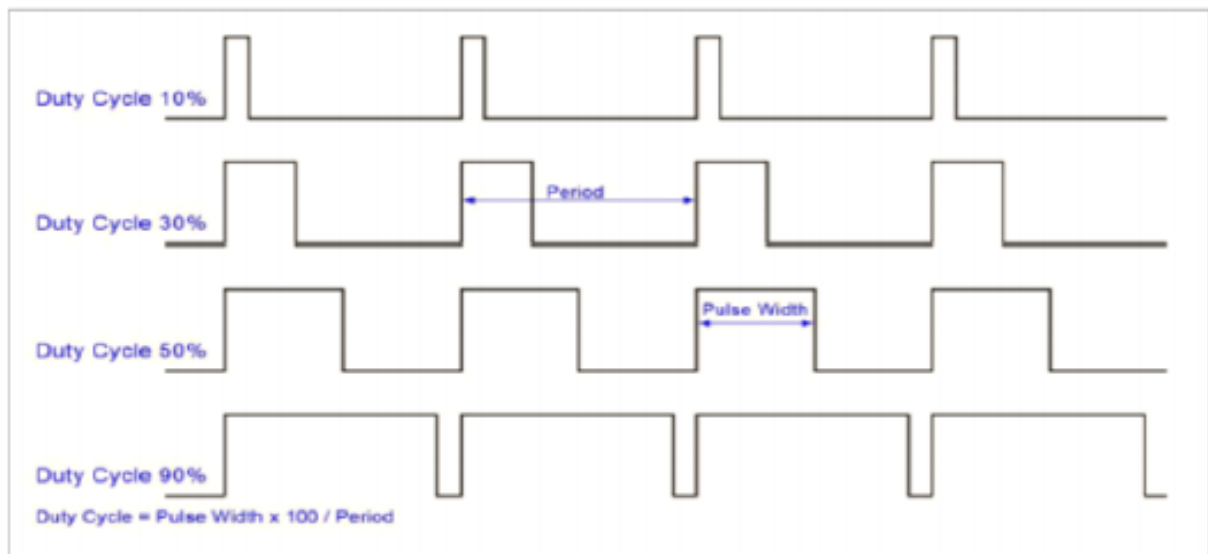 Duty Cycle 10%
Period
Duty Cycle 30%
Pulse Width
Duty Cycle 50%
Duty Cycle 90%
Duty Cycle = Pulse Width x 100 / Period